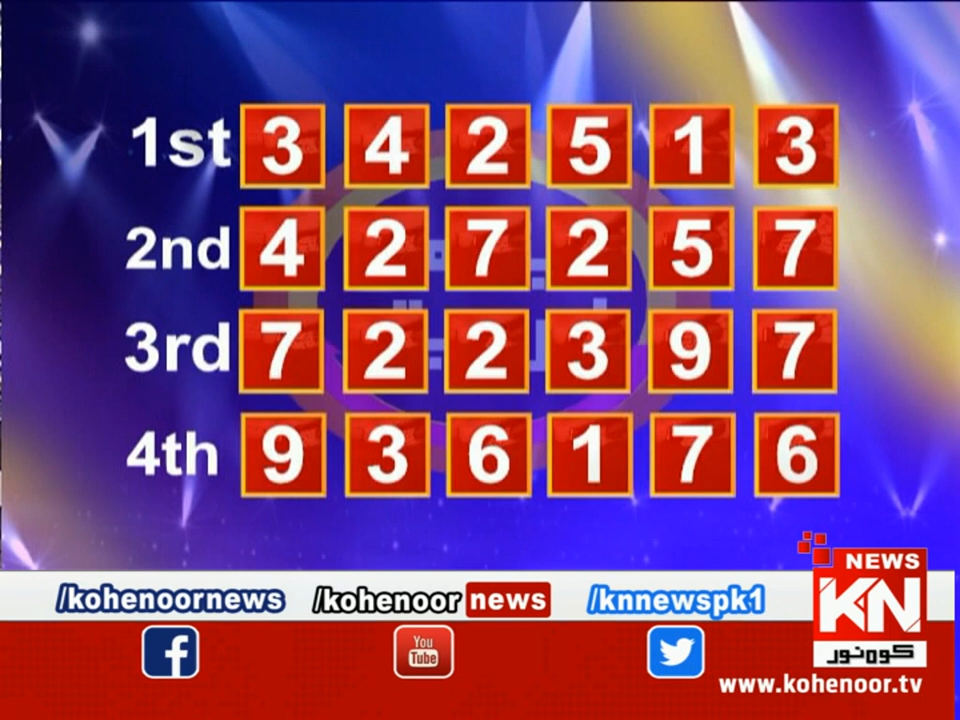 1st 3 4 2 5 1 3
2nd 4 2 7 2 5 7
3rd 7 2 2 3 9 7
4th 9 3 6 1 7 6
NEWS
KN
کوہ نور
/kohenoornews /kohenoor news /knnewspk1
You
Tube
www.kohenoor.tv